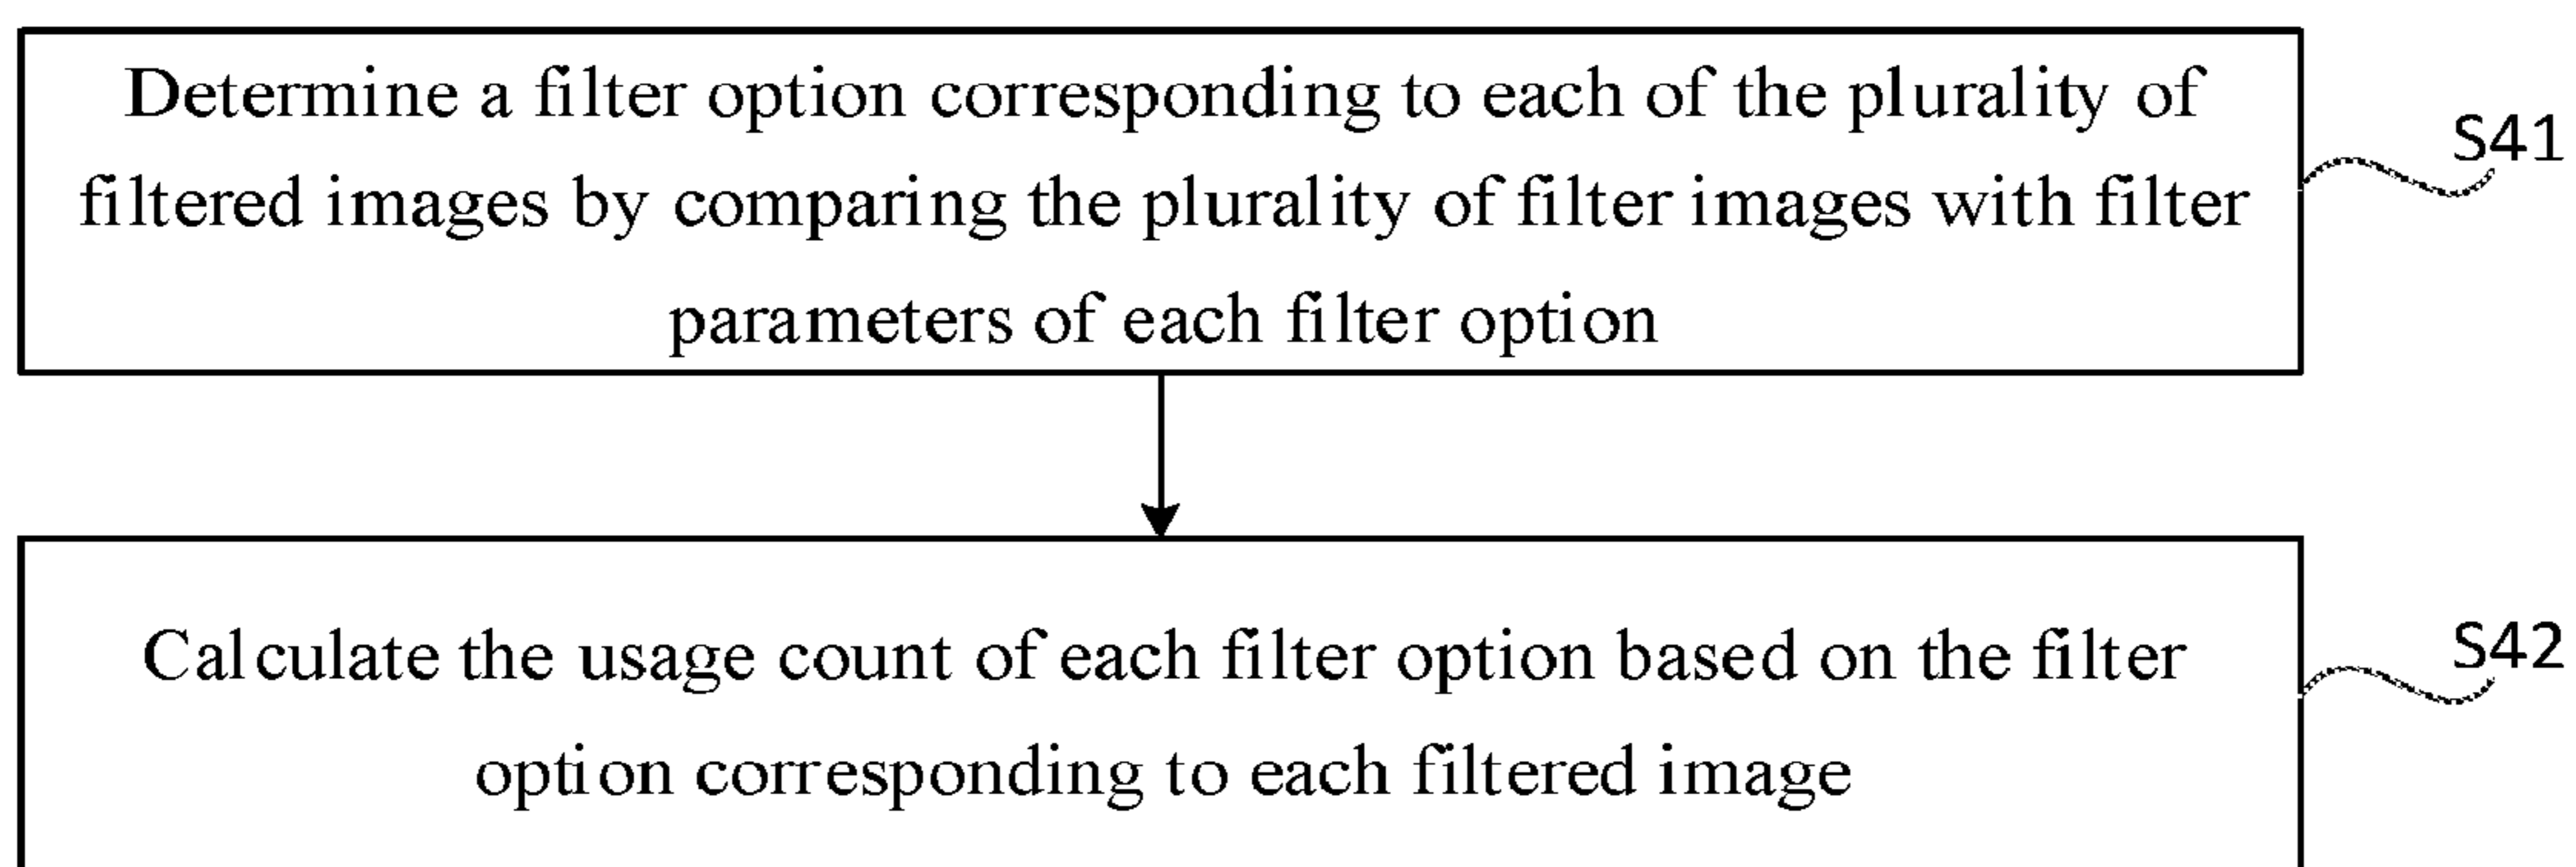 Determine a filter option corresponding to each of the plurality of
filtered images by comparing the plurality of filter images with filter
parameters of each filter option
S41
Calculate the usage count of each filter option based on the filter
option corresponding to each filtered image
S42